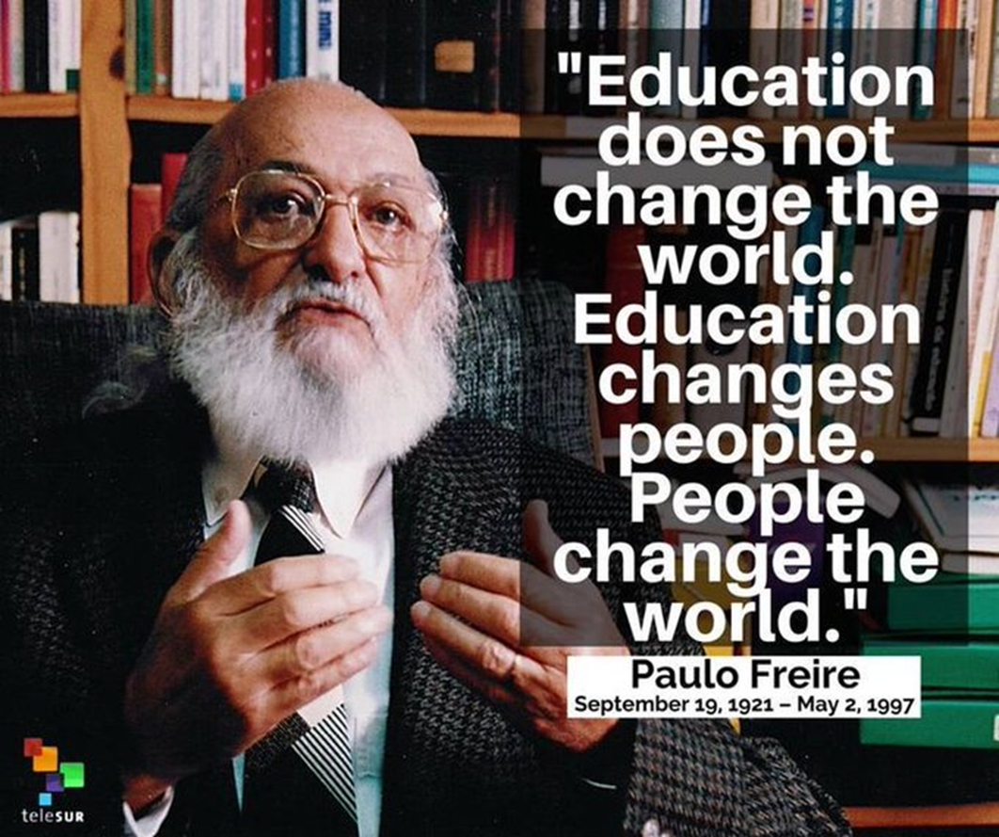 "Education
does not
change the
world.
Education
changes
people.
People
change the
world."
Paulo Freire
September 19, 1921 – May 2, 1997
teleSUR